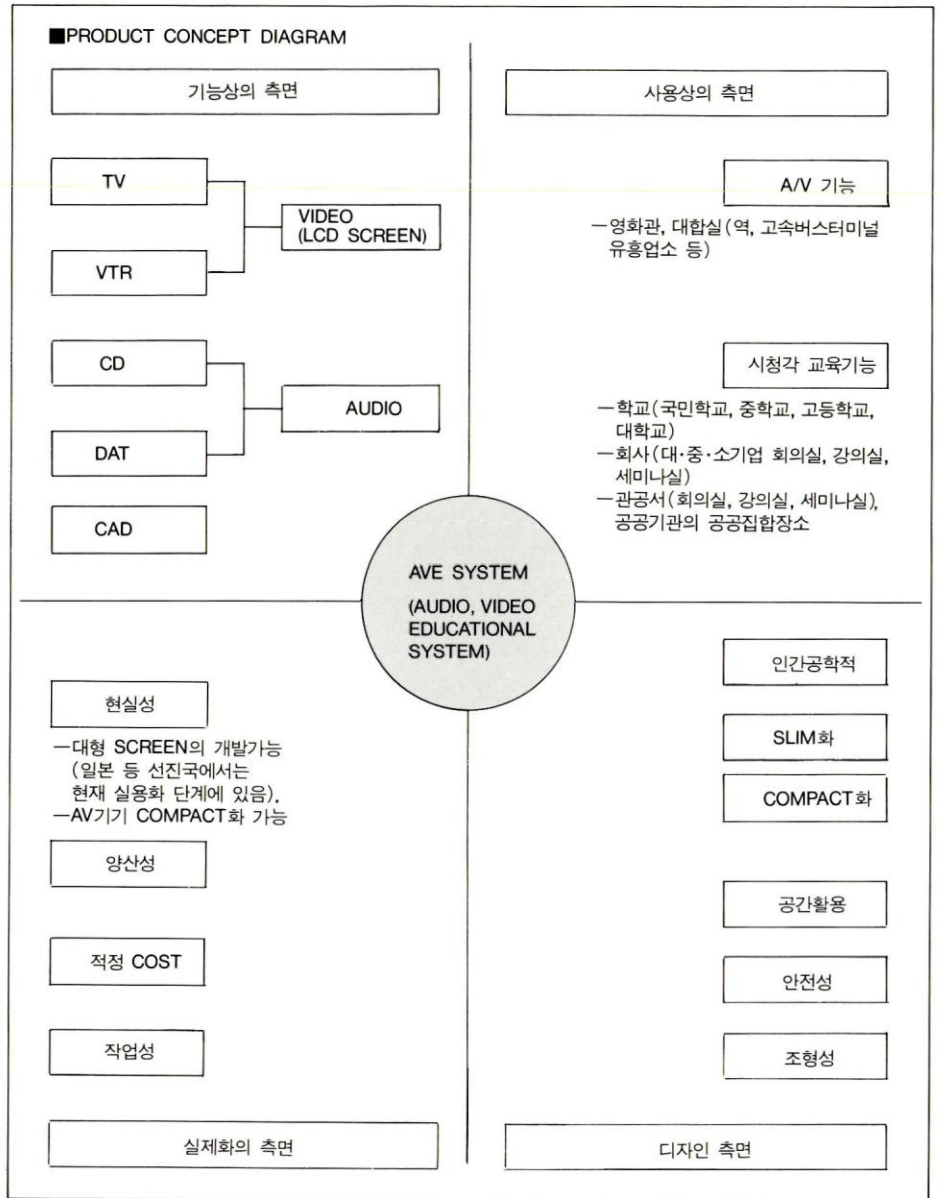 ■PRODUCT CONCEPT DIAGRAM
기능상의 측면
TV
VTR
VIDEO
(LCD SCREEN)
CD
DAT
AUDIO
CAD
사용상의 측면
A/V 기능
—영화관, 대합실(역, 고속버스터미널
유흥업소 등)
시청각 교육기능
—학교(국민학교, 중학교, 고등학교,
대학교)
—회사(대·중·소기업 회의실, 강의실,
세미나실)
—관공서(회의실, 강의실, 세미나실),
공공기관의 공공집합장소
AVE SYSTEM
(AUDIO, VIDEO
EDUCATIONAL
SYSTEM)
현실성
—대형 SCREEN의 개발가능
(일본 등 선진국에서는
현재 실용화 단계에 있음).
—AV기기 COMPACT화 가능
양산성
적정 COST
작업성
실제화의 측면
인간공학적
SLIM화
COMPACT화
공간활용
안전성
조형성
디자인 측면